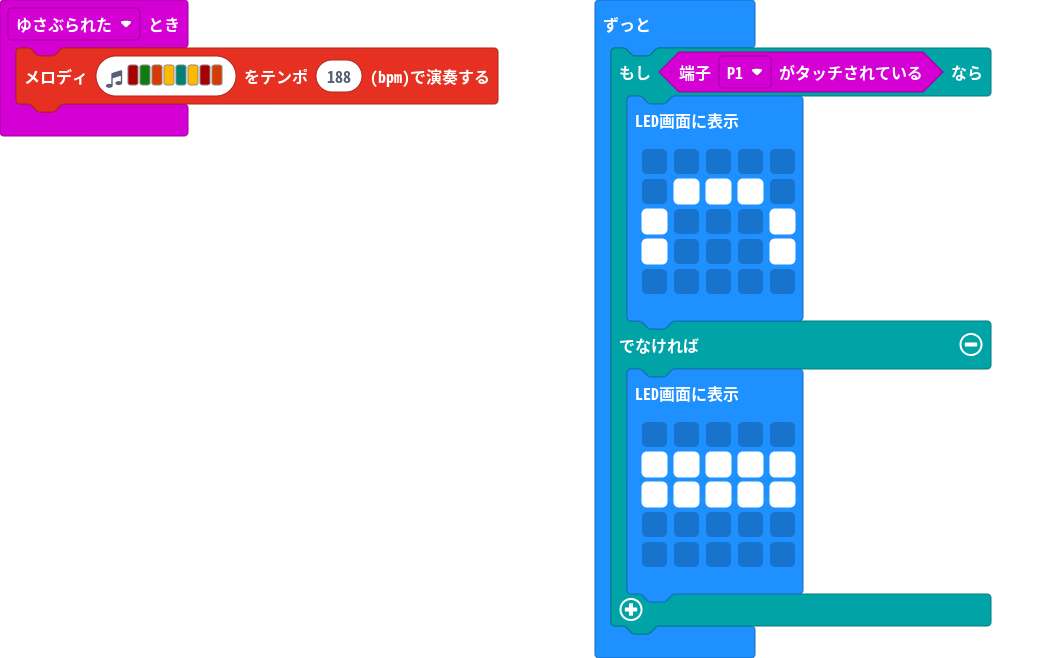 ゆさぶられた とき
メロディ をテンポ 188 (bpm)で演奏する
ずっと
もし 端子 P1 がタッチされている なら
LED画面に表示
でなければ
LED画面に表示